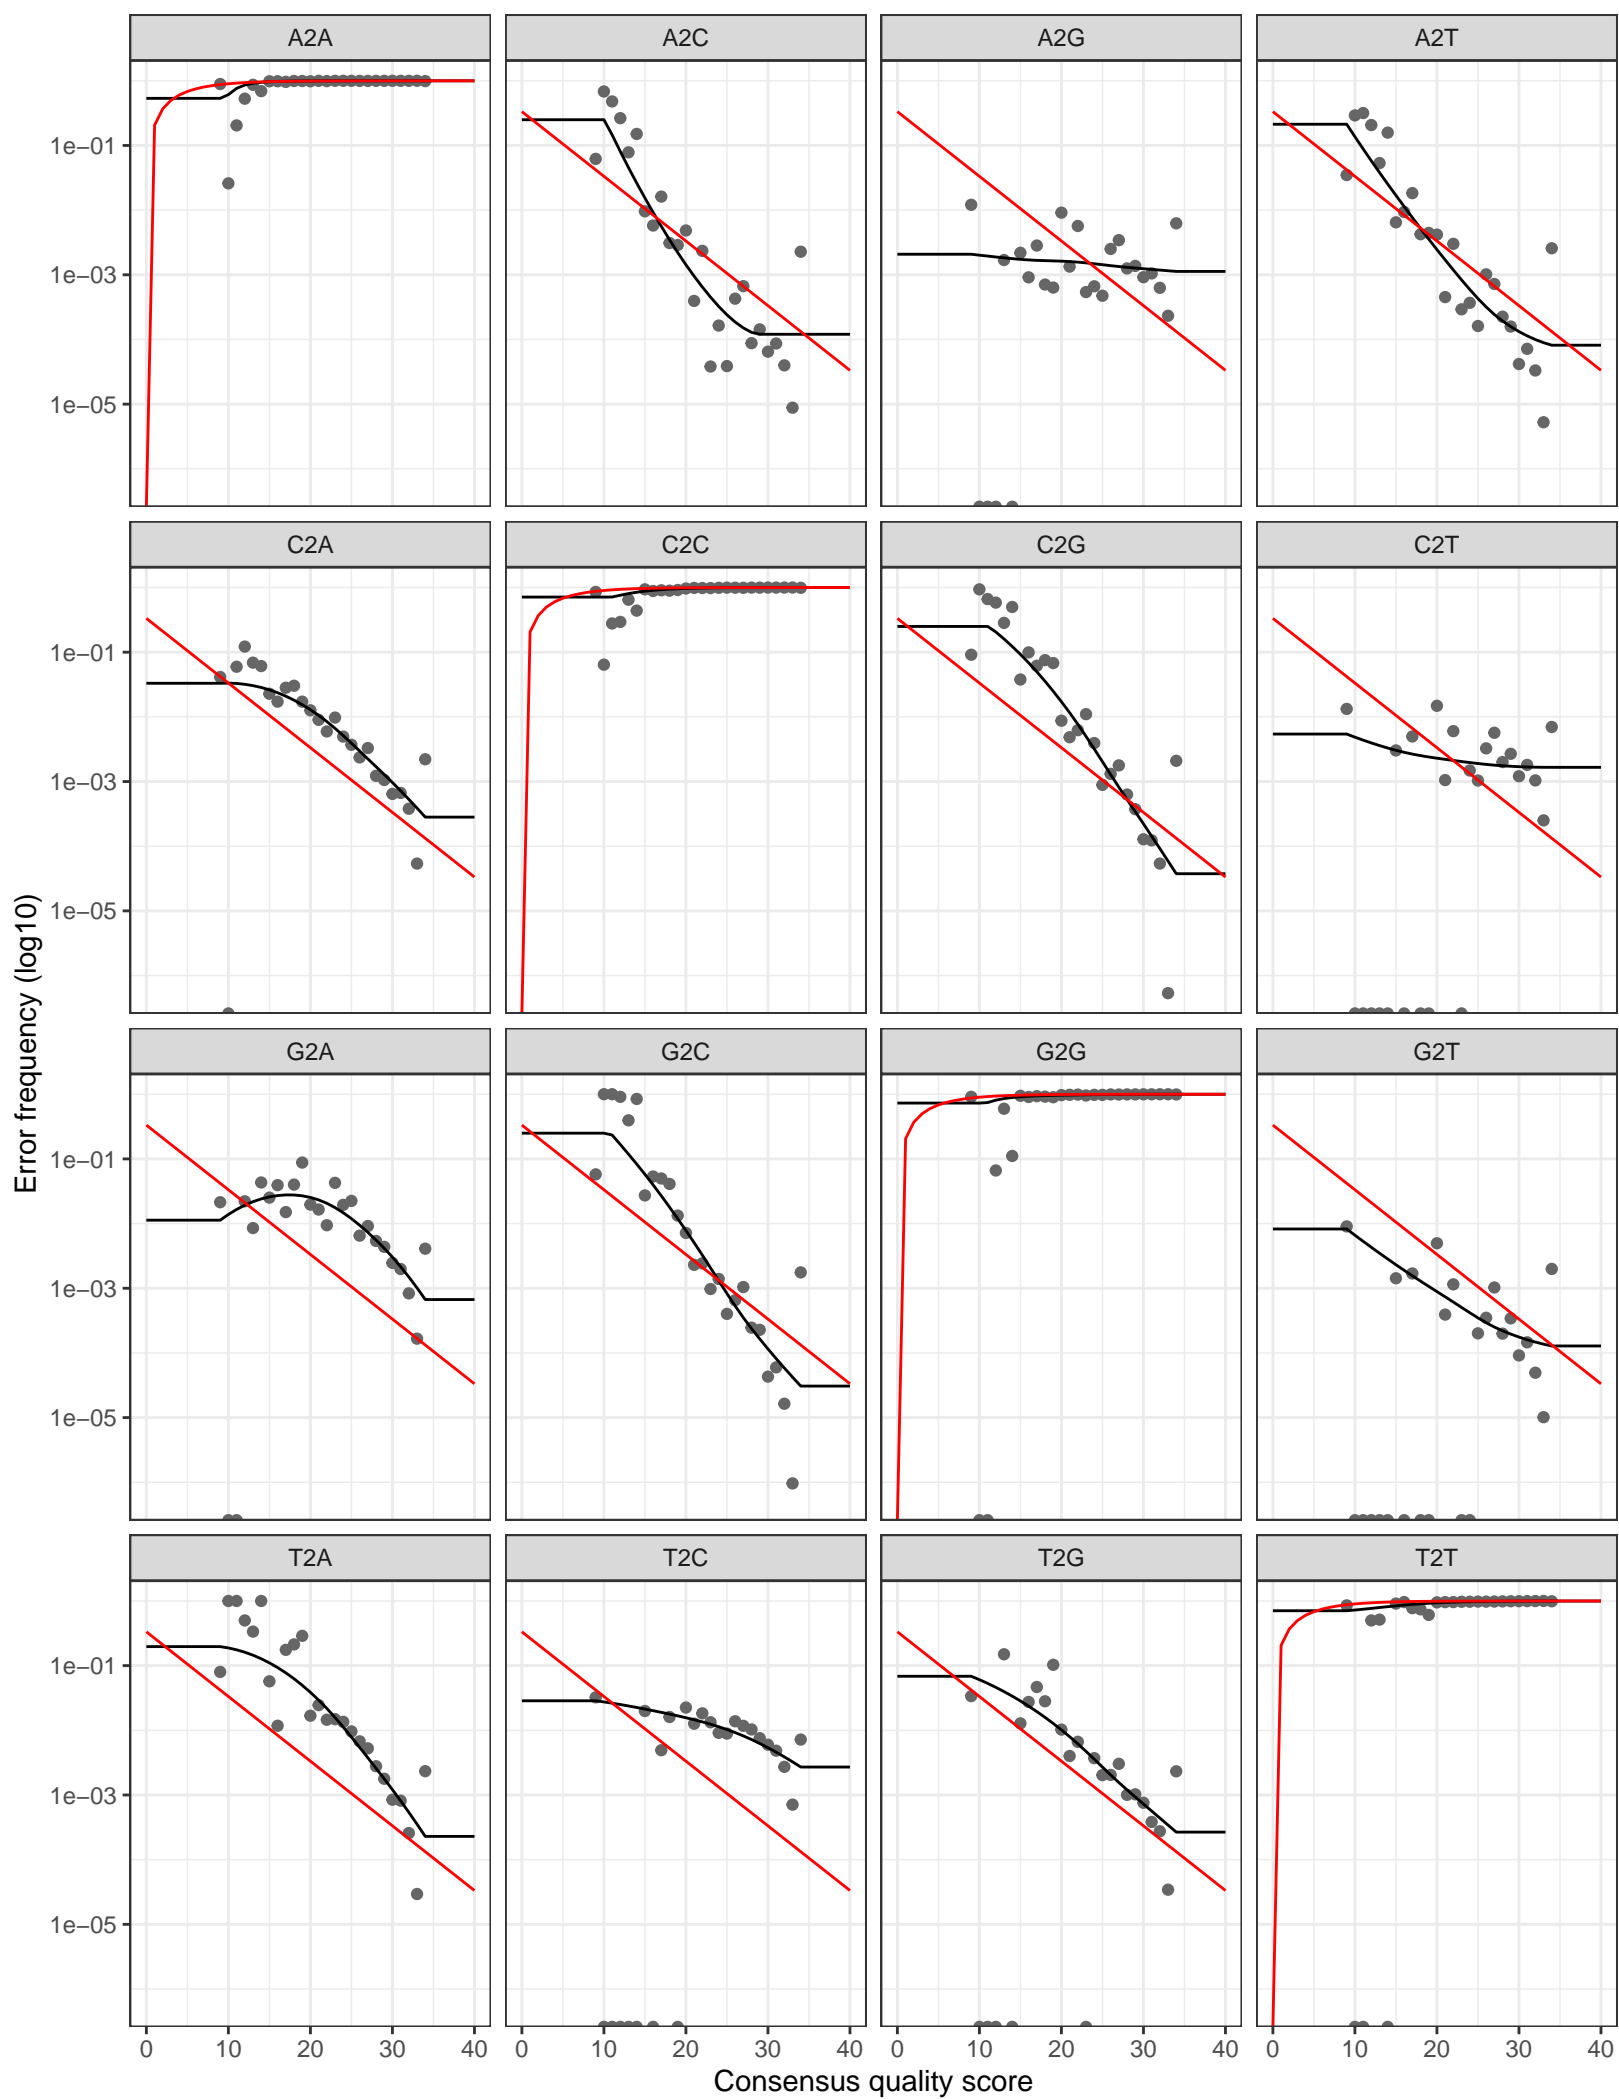 A2A A2C A2G A2T
1e−01
1e−03
1e−05
C2A C2C C2G C2T
1e−01
1e−03
1e−05
Error frequency (log10)
G2A G2C G2G G2T
1e−01
1e−03
1e−05
T2A T2C T2G T2T
1e−01
1e−03
1e−05
0 10 20 30 40 0 10 20 30 40 0 10 20 30 40 0 10 20 30 40
Consensus quality score